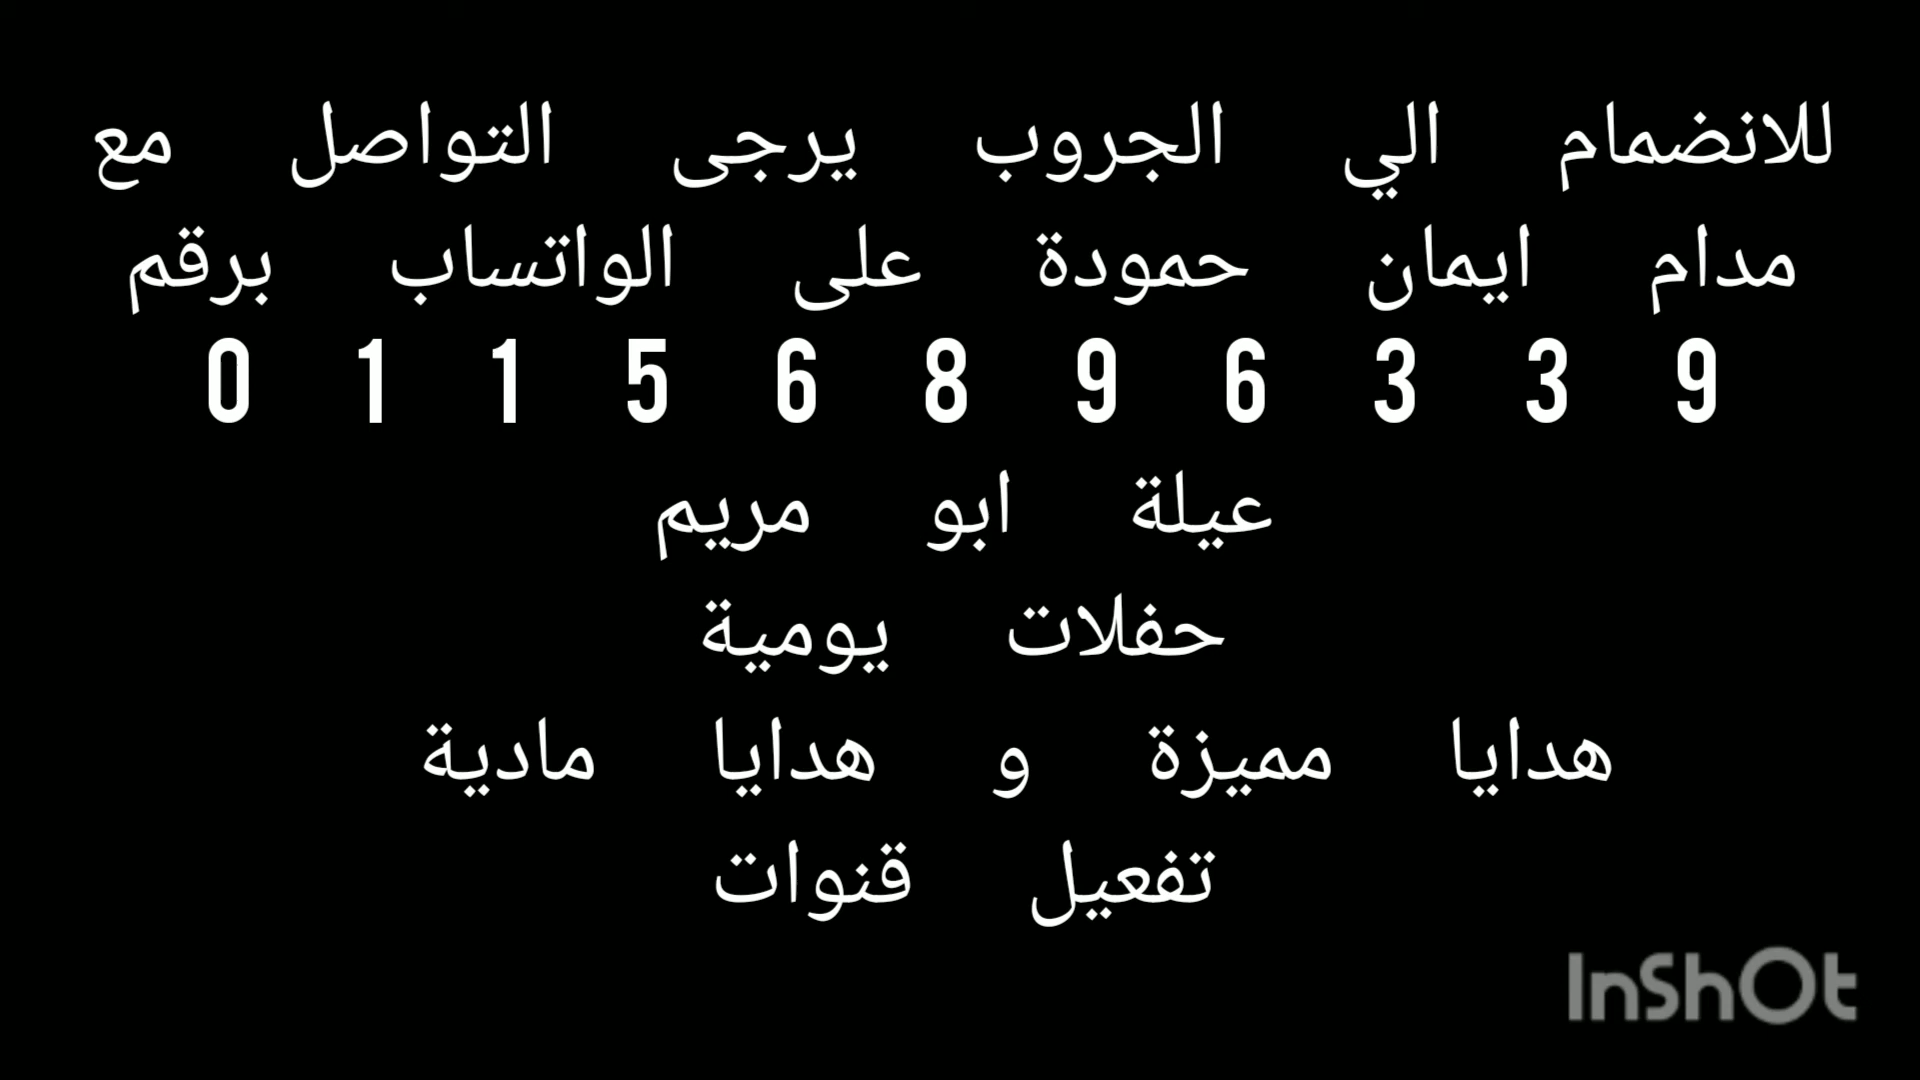 للانضمام الي الجروب يرجى التواصل مع
مدام ايمان حمودة على الواتساب برقم
0 1 1 5 6 8 9 6 3 3 9
عيلة ابو مريم
حفلات يومية
هدايا مميزة و هدايا مادية
تفعيل قنوات
InShOt